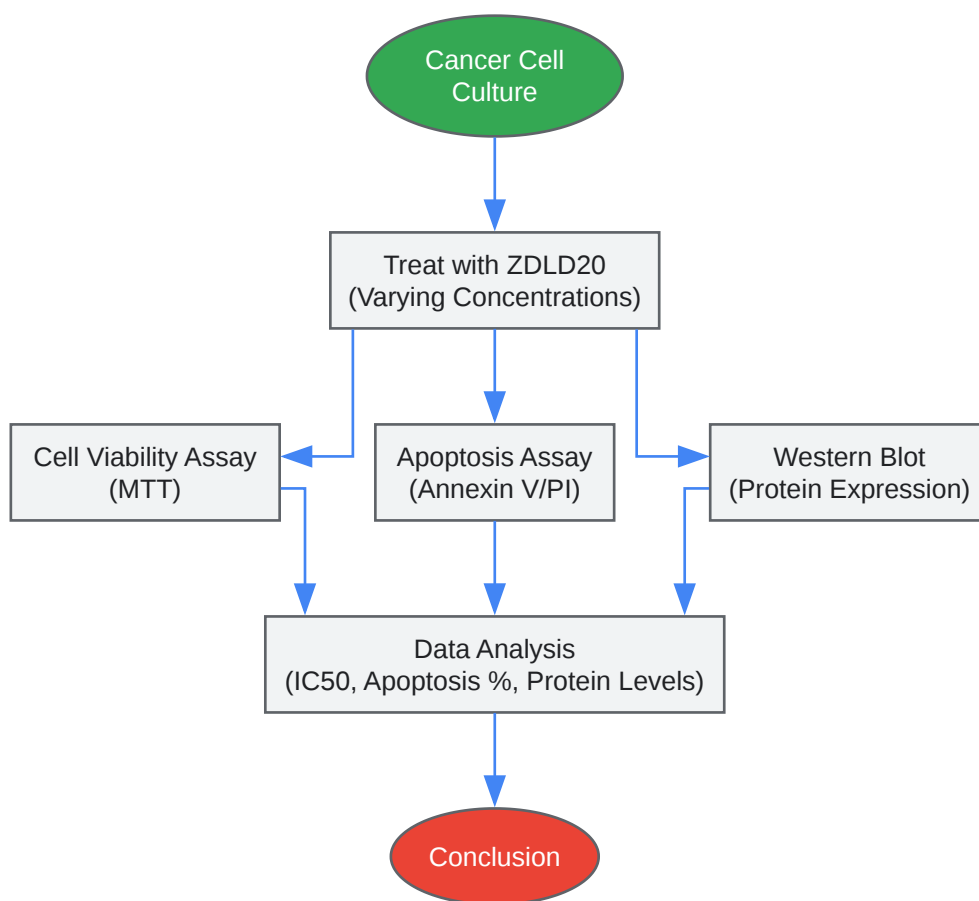 Cancer Cell
Culture
Treat with ZDLD20
(Varying Concentrations)
Cell Viability Assay
(MTT)
Apoptosis Assay
(Annexin V/PI)
Western Blot
(Protein Expression)
Data Analysis
(IC50, Apoptosis %, Protein Levels)
Conclusion